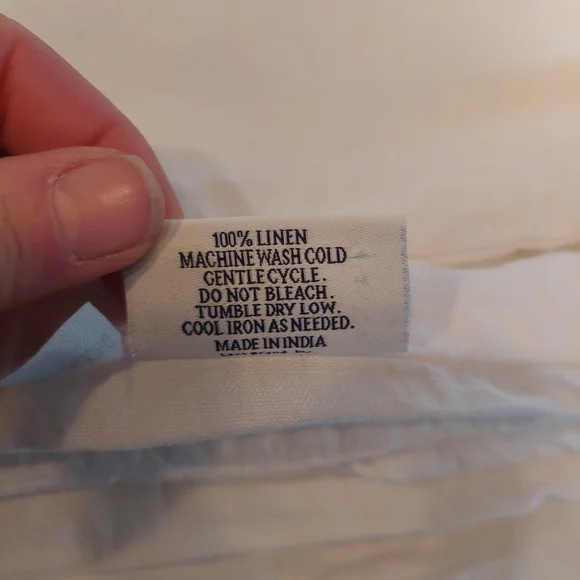 100% LINEN
MACHINE WASH COLD
GENTLE CYCLE.
DO NOT BLEACH.
TUMBLE DRY LOW.
COOL IRON AS NEEDED.
MADE IN INDIA